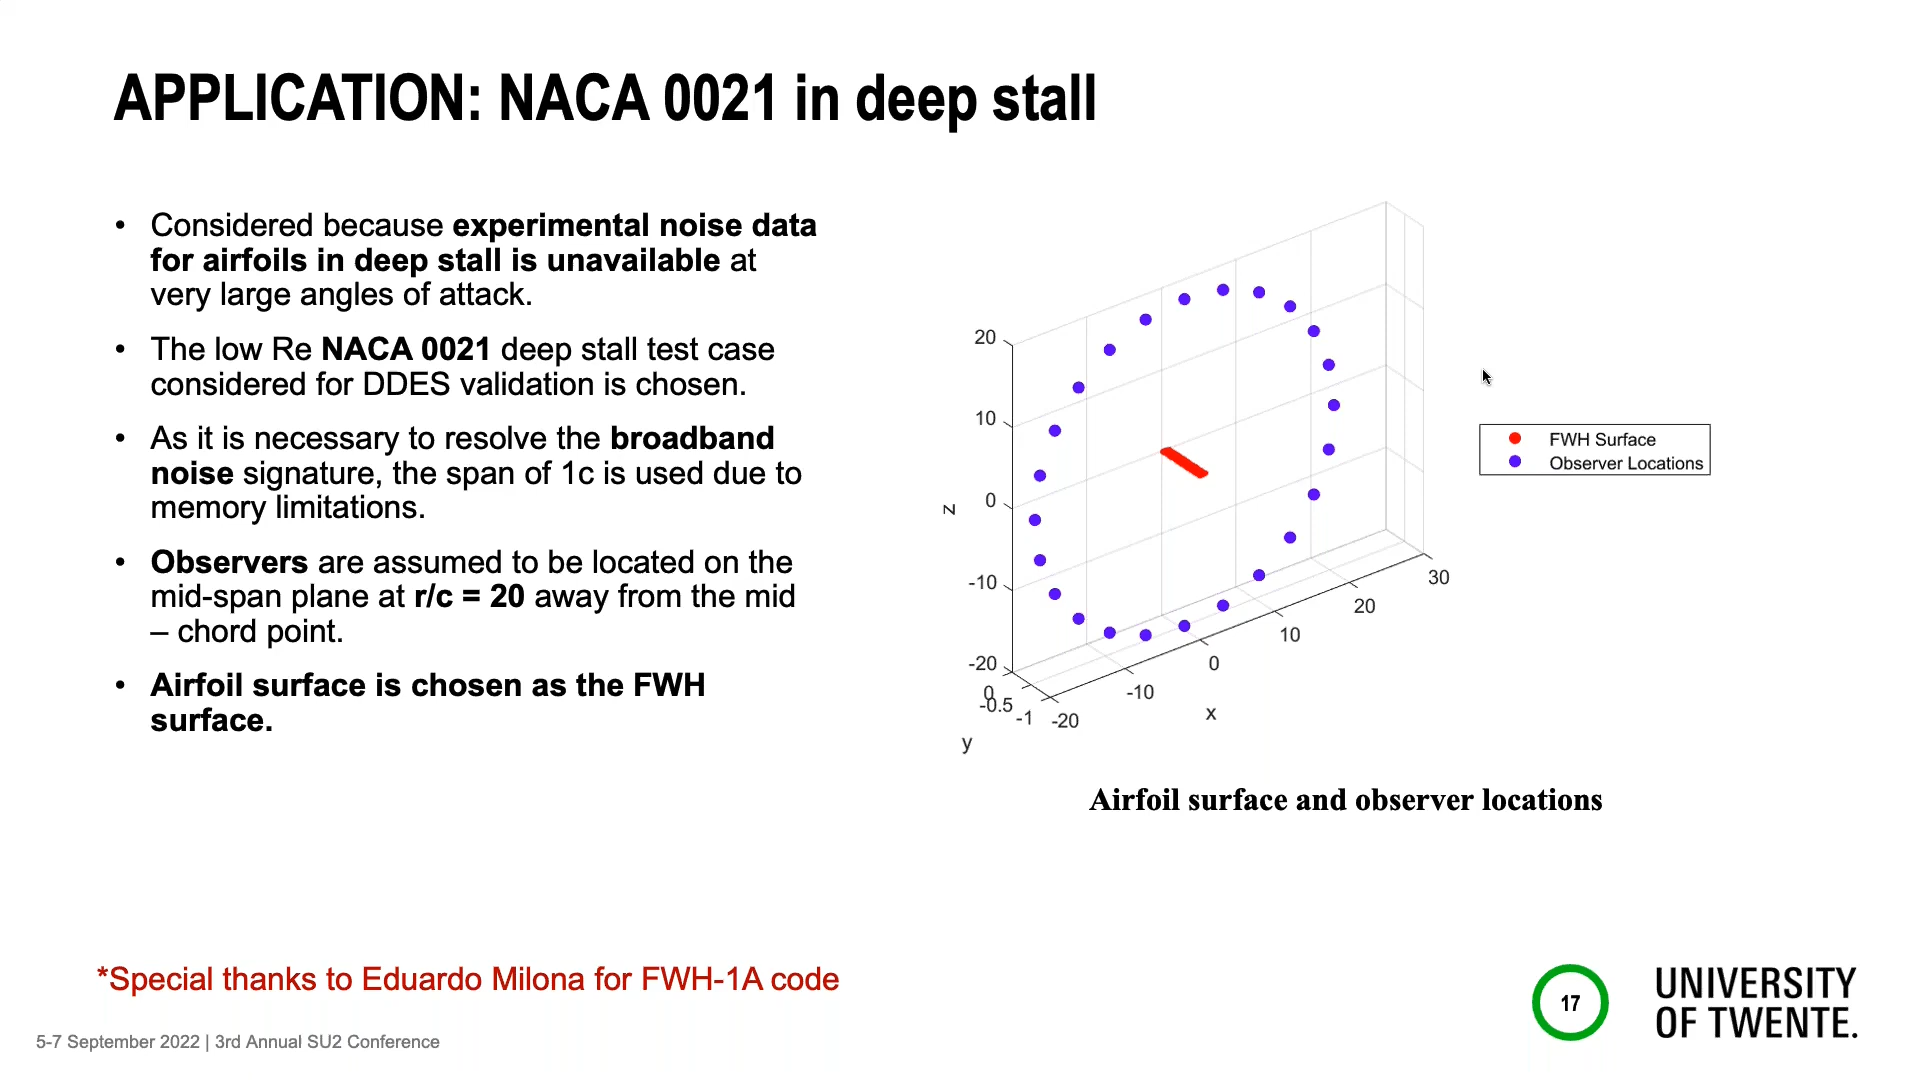 APPLICATION: NACA 0021 in deep stall
• Considered because experimental noise data
for airfoils in deep stall is unavailable at
very large angles of attack.
• The low Re NACA 0021 deep stall test case
considered for DDES validation is chosen.
• As it is necessary to resolve the broadband
noise signature, the span of 1c is used due to
memory limitations.
• Observers are assumed to be located on the
mid-span plane at r/c = 20 away from the mid
– chord point.
• Airfoil surface is chosen as the FWH
surface.
20
10
0
-10
-20
z
0
-0.5
-1
y
-20
-10
0
10
20
30
x
FWH Surface
Observer Locations
Airfoil surface and observer locations
*Special thanks to Eduardo Milona for FWH-1A code
5-7 September 2022 | 3rd Annual SU2 Conference
17
UNIVERSITY
OF TWENTE.